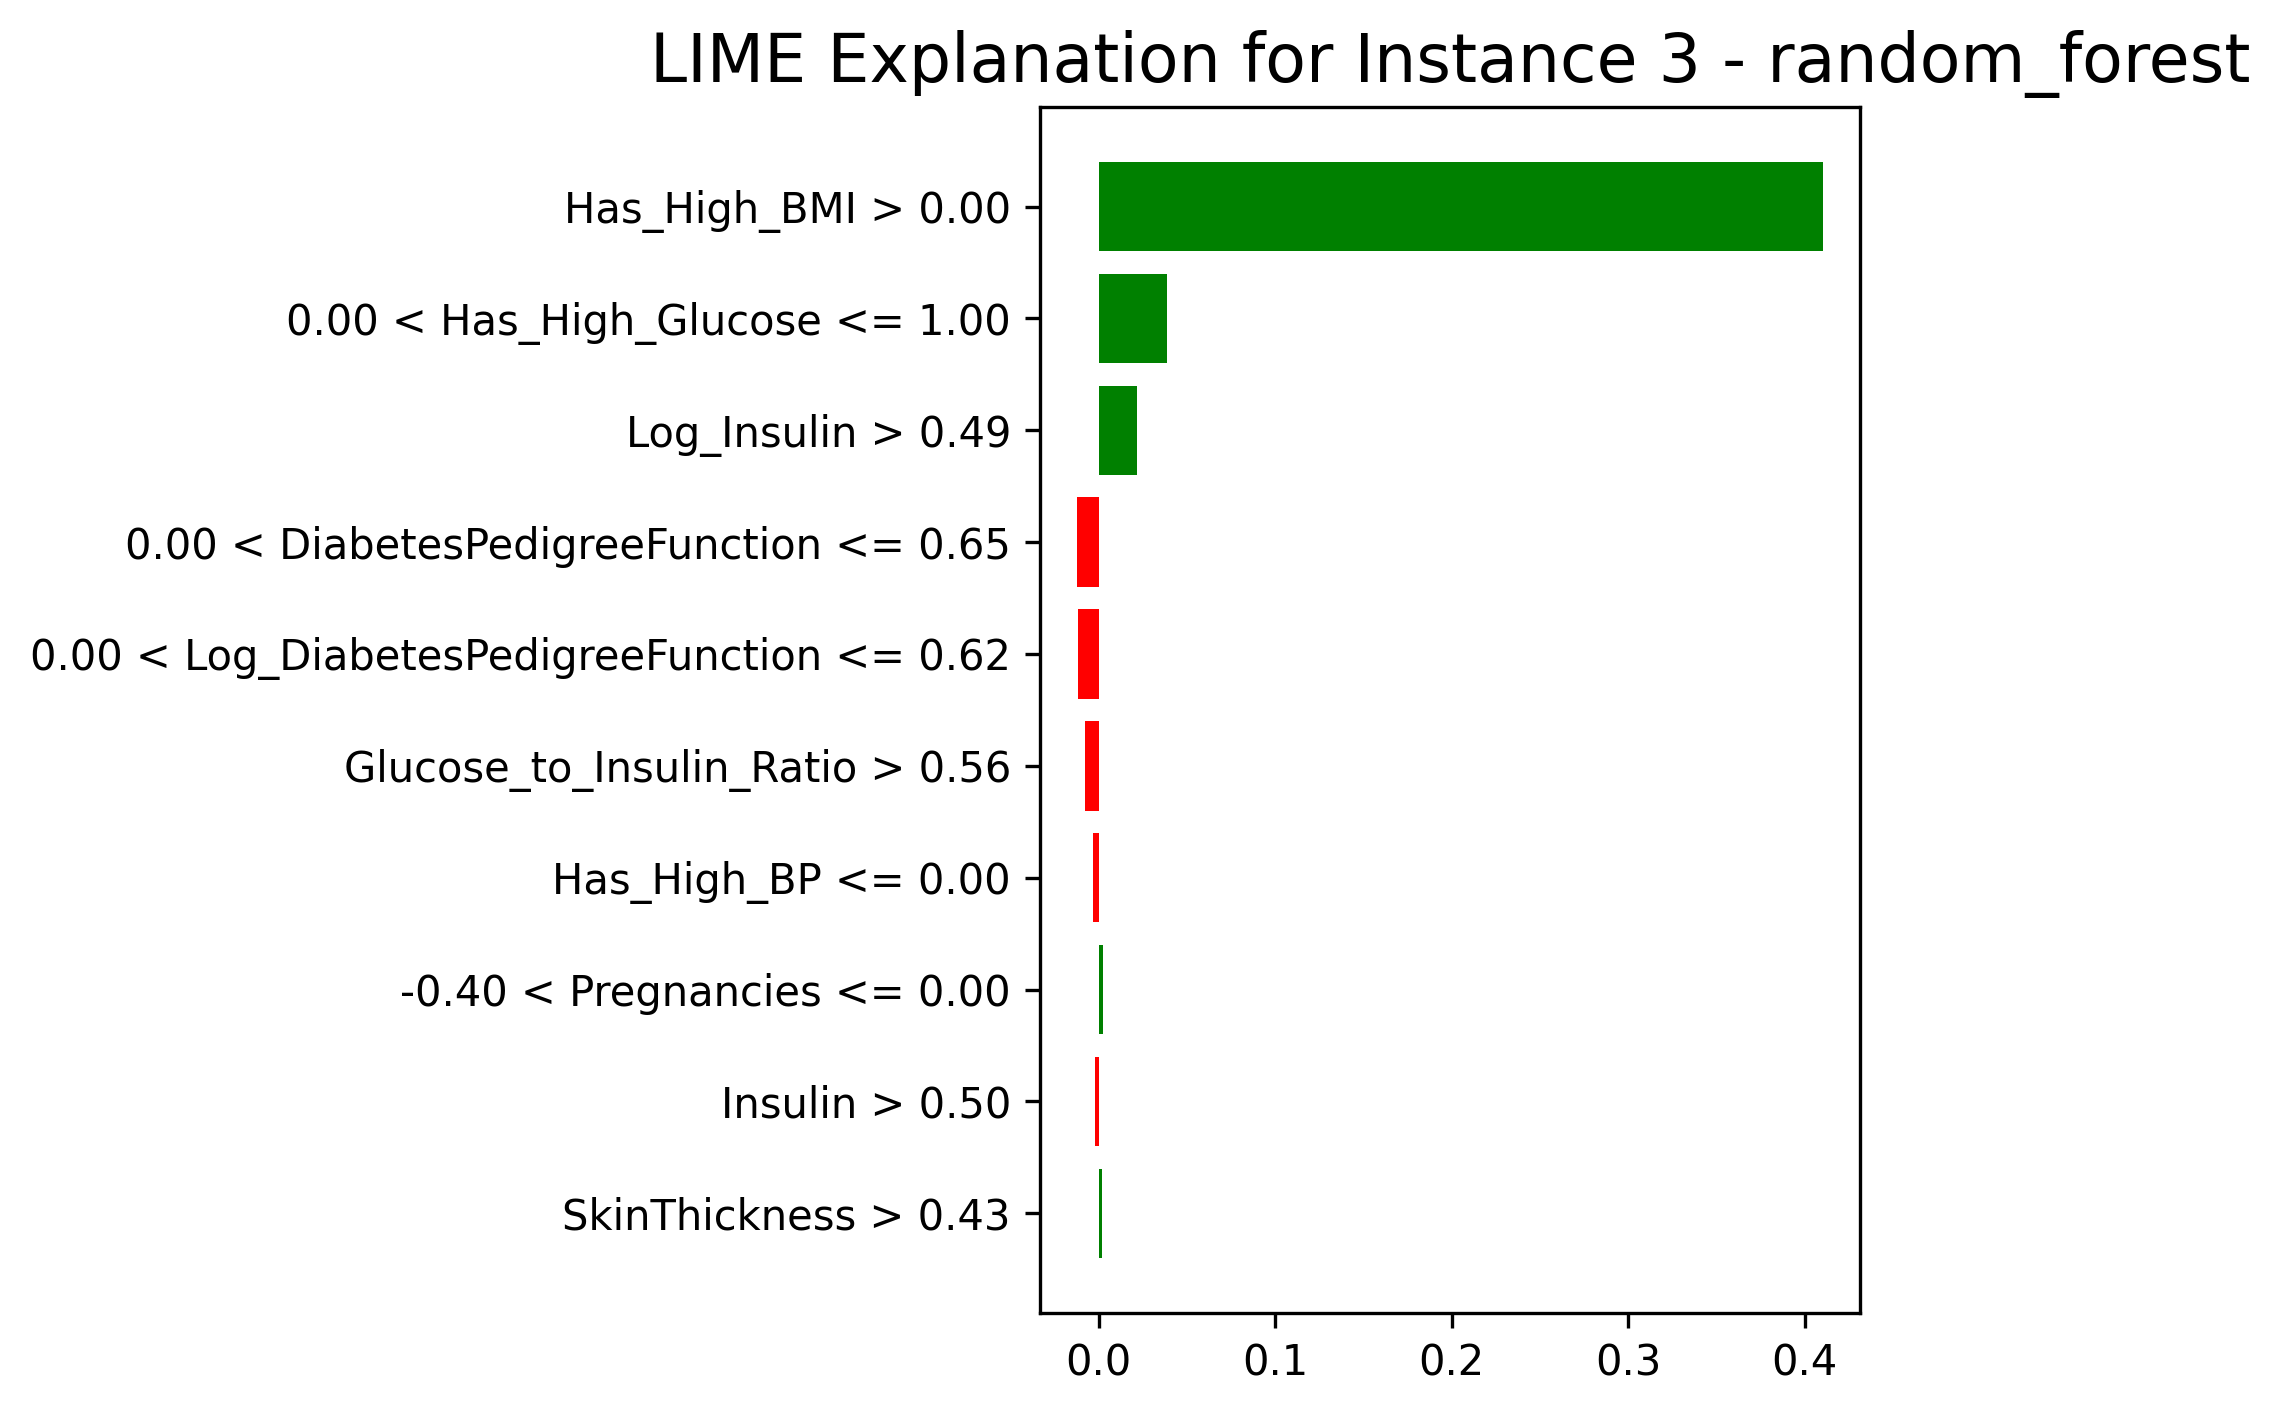 LIME Explanation for Instance 3 - random_forest
Has_High_BMI > 0.00
0.00 < Has_High_Glucose <= 1.00
Log_Insulin > 0.49
0.00 < DiabetesPedigreeFunction <= 0.65
0.00 < Log_DiabetesPedigreeFunction <= 0.62
Glucose_to_Insulin_Ratio > 0.56
Has_High_BP <= 0.00
-0.40 < Pregnancies <= 0.00
Insulin > 0.50
SkinThickness > 0.43
0.0 0.1 0.2 0.3 0.4